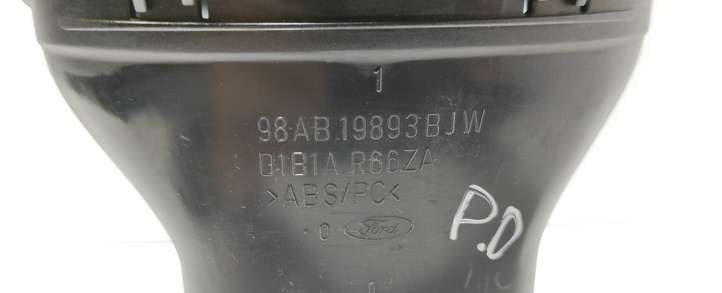 1
98AB 19893 BJW
D1B1A R66ZA
>ABS/PC<
0 Ford
P.D